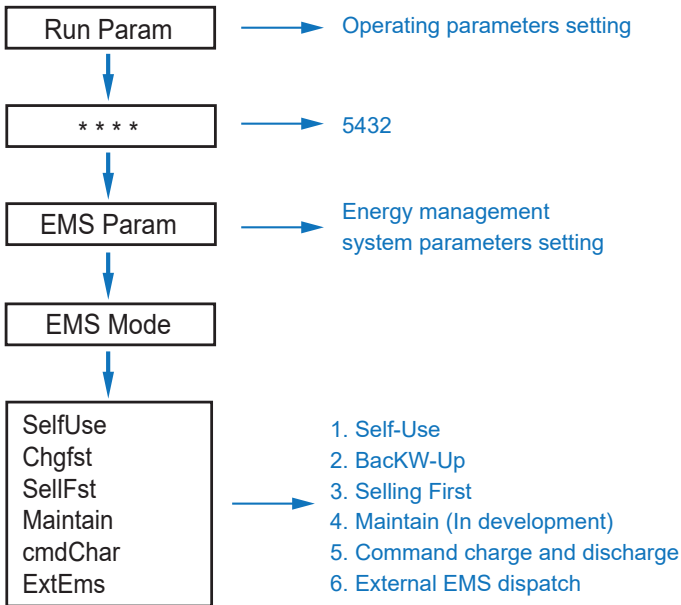 Run Param
Operating parameters setting
* * * *
5432
EMS Param
Energy management
system parameters setting
EMS Mode
SelfUse
Chgfst
SellFst
Maintain
cmdChar
ExtEms
1. Self-Use
2. BacKW-Up
3. Selling First
4. Maintain (In development)
5. Command charge and discharge
6. External EMS dispatch